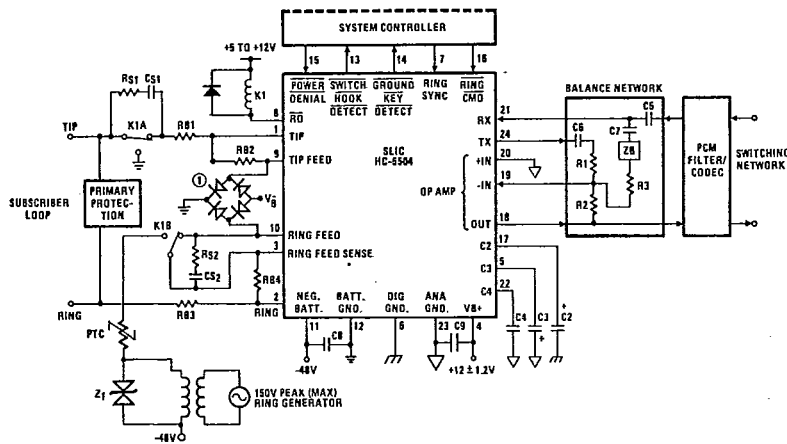 SYSTEM CONTROLLER
+5 TO +12V
15
13
14
7
16
RS1
CS1
K1
POWER DENIAL
SWITCH HOOK DETECT
GROUND KEY DETECT
RING SYNC
RING CMD
BALANCE NETWORK
K1A
RB1
8
RD
21
RX
C5
TIP
1
TIP
SLIC
HC-5504
24
TX
C6
C7
ZB
PCM
FILTER/
CODEC
SWITCHING
NETWORK
RB2
9
TIP FEED
20
+IN
R1
R3
PRIMARY
PROTEC-
TION
SUBSCRIBER
LOOP
1
VB
OP AMP
19
-IN
R2
K1B
10
RING FEED
18
OUT
RS2
CS2
3
RING FEED SENSE
17
C2
RB4
5
C3
RING
RB3
2
RING
NEG.
BATT.
BATT.
GND.
DIG
GND.
ANA
GND.
VB+
22
C4
C4
C3
+
C2
+
PTC
11
12
6
23
C9
4
C8
-48V
+12 ± 1.2V
Z1
150V PEAK (MAX)
RING GENERATOR
-48V